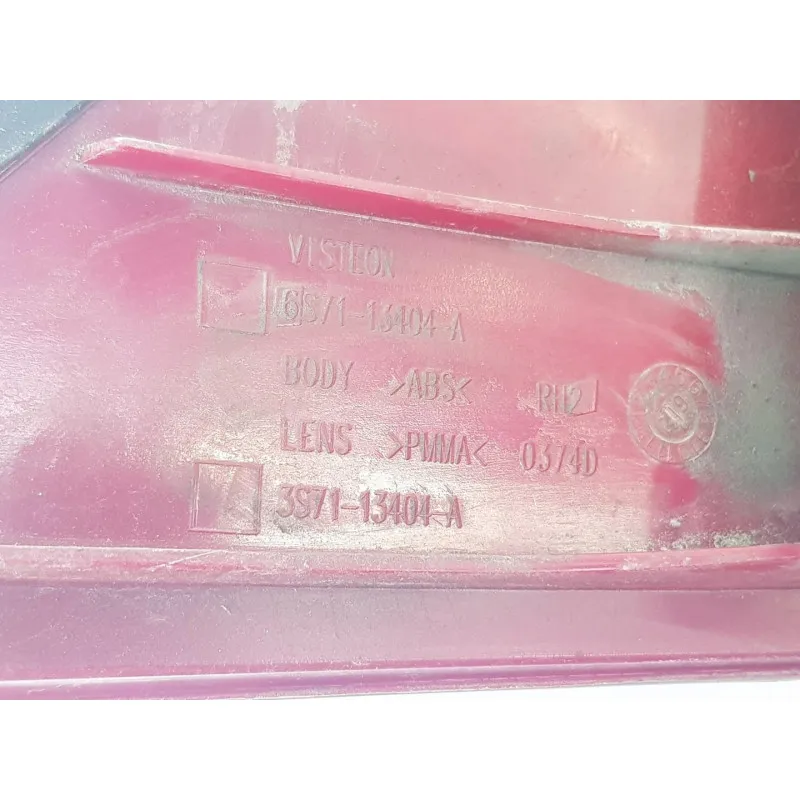 VISTEON
6S71-13404-A
BODY >ABS< RH2
LENS >PMMA< 0374D
3S71-13404-A